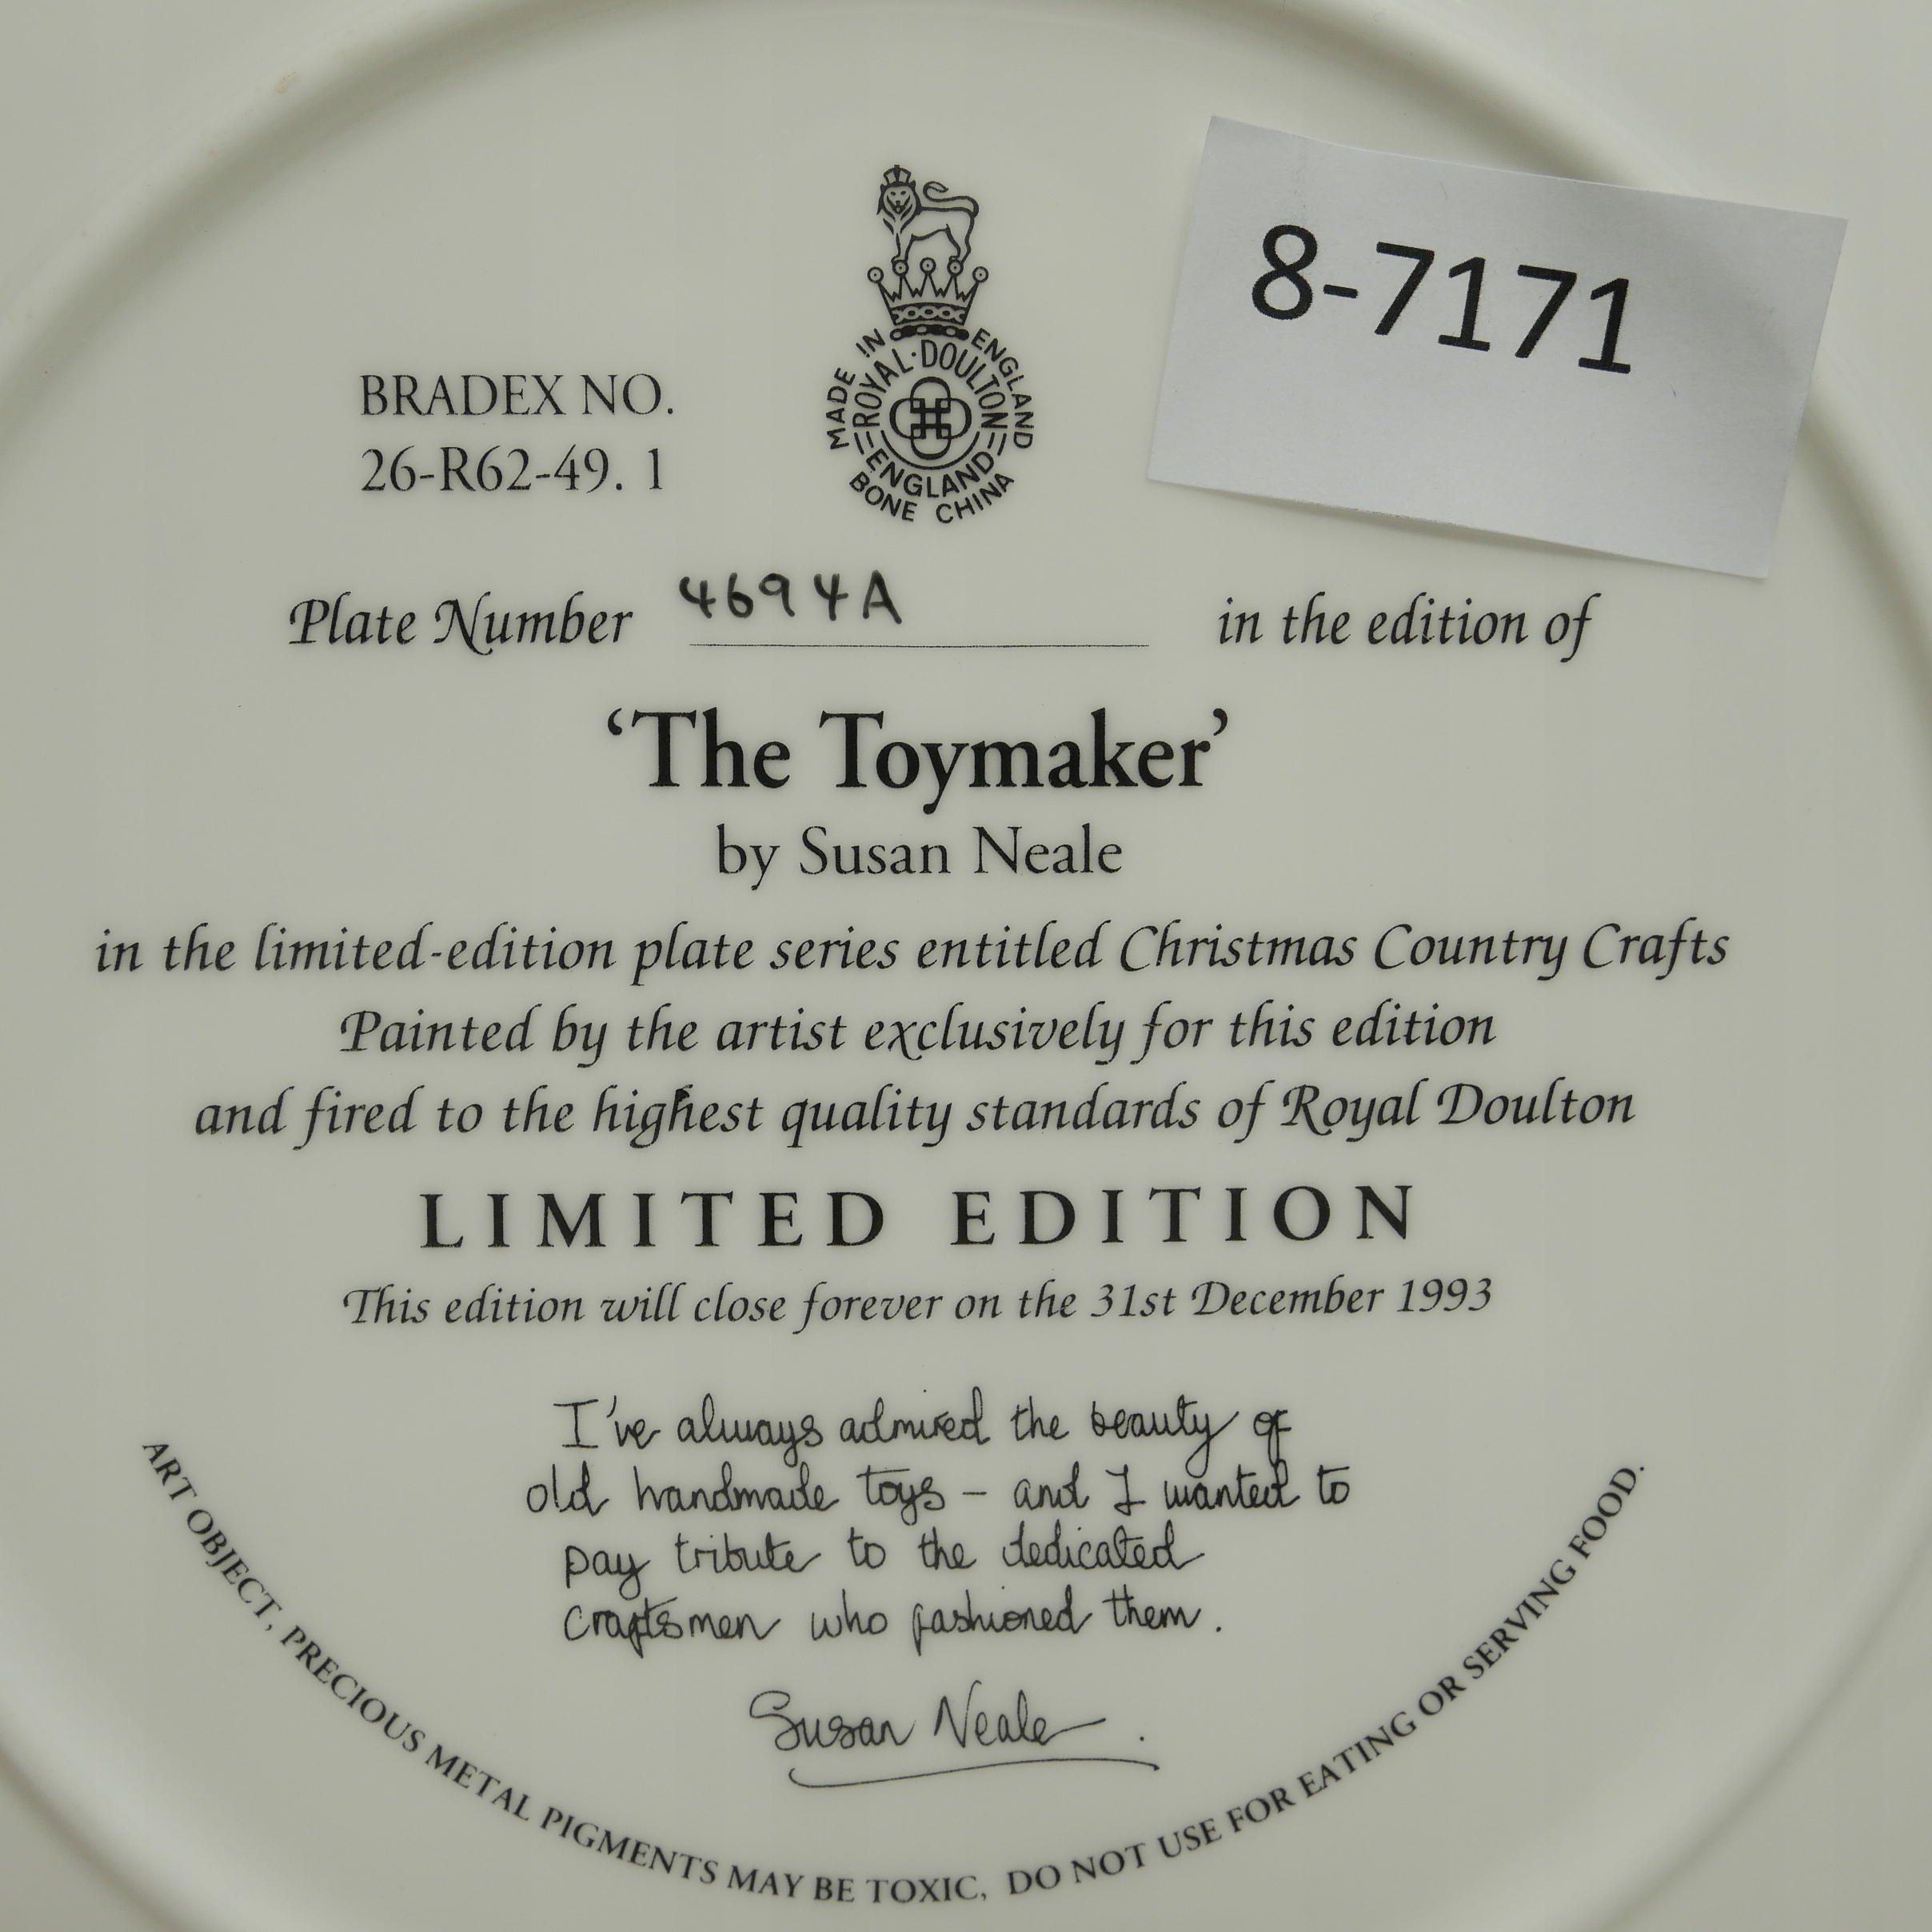 8-7171
MADE IN ENGLAND
ROYAL·DOULTON
ENGLAND
BONE CHINA
BRADEX NO.
26-R62-49. 1
Plate Number 4694A in the edition of
‘The Toymaker’
by Susan Neale
in the limited-edition plate series entitled Christmas Country Crafts
Painted by the artist exclusively for this edition
and fired to the highest quality standards of Royal Doulton
LIMITED EDITION
This edition will close forever on the 31st December 1993
I've always admired the beauty of
old handmade toys - and I wanted to
pay tribute to the dedicated
craftsmen who fashioned them.
Susan Neale.
ART OBJECT, PRECIOUS METAL PIGMENTS MAY BE TOXIC, DO NOT USE FOR EATING OR SERVING FOOD.